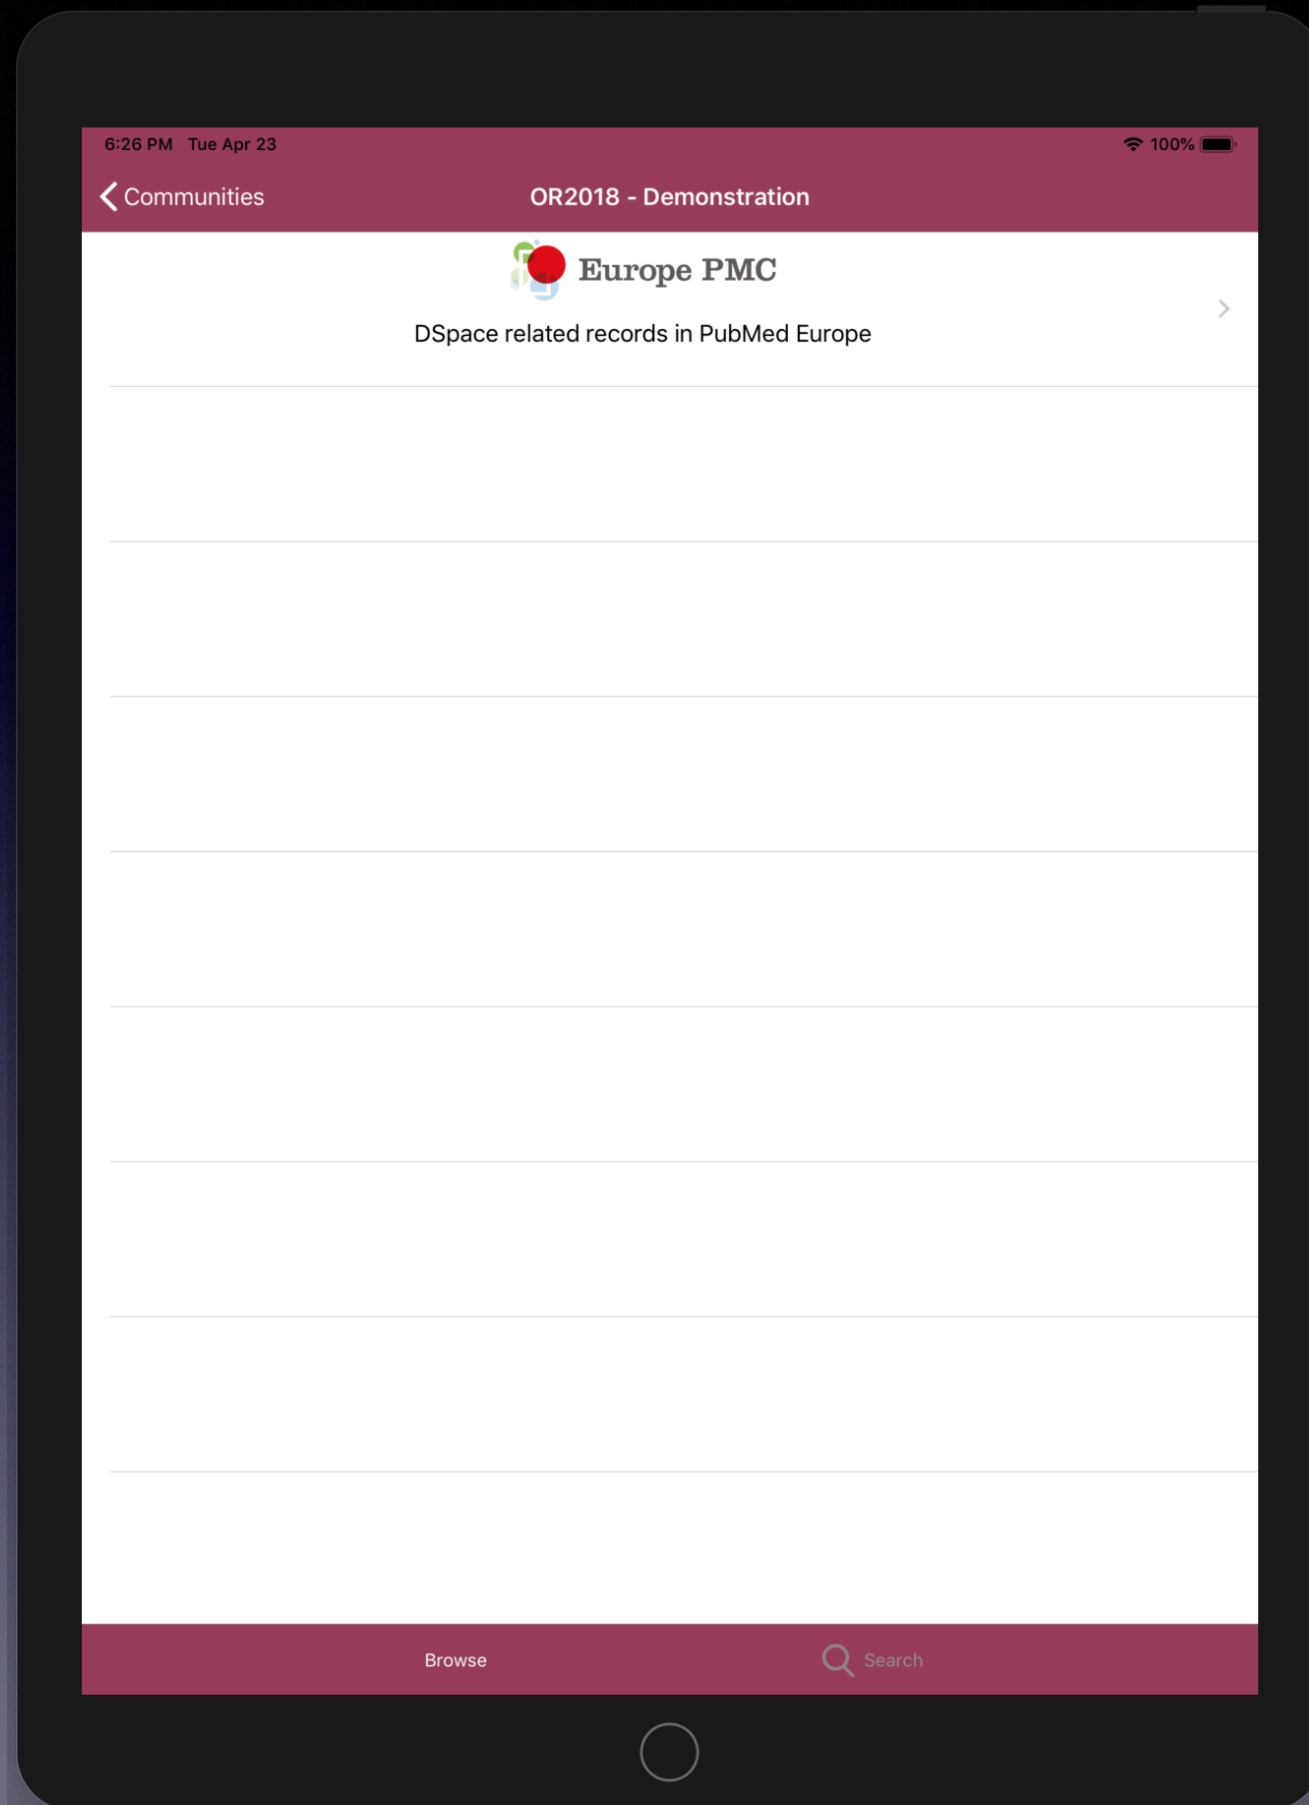 6:26 PM Tue Apr 23 100%
Communities OR2018 - Demonstration
Europe PMC
DSpace related records in PubMed Europe
Browse Search